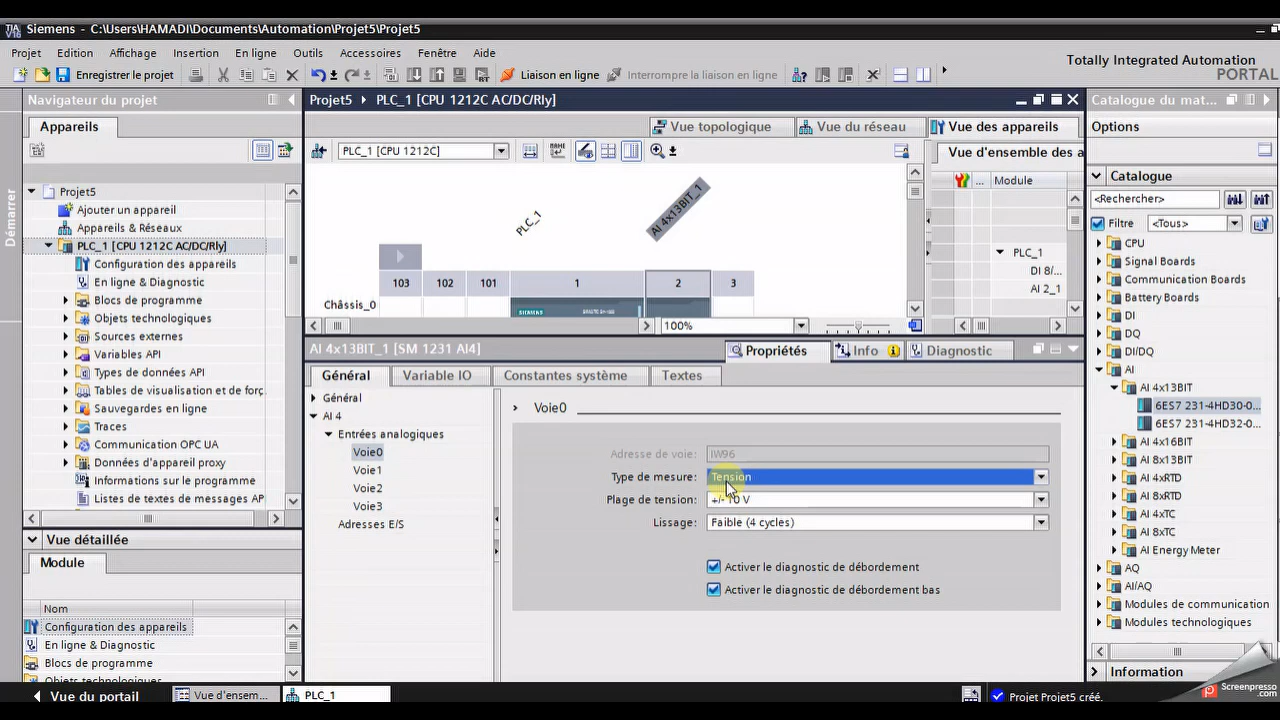 TIA V16 Siemens - C:\Users\HAMADI\Documents\Automation\Projet5\Projet5
Projet Edition Affichage Insertion En ligne Outils Accessoires Fenêtre Aide
Totally Integrated Automation
PORTAL
Enregistrer le projet Liaison en ligne Interrompre la liaison en ligne
Navigateur du projet
Appareils
Démarrer
Projet5
Ajouter un appareil
Appareils & Réseaux
PLC_1 [CPU 1212C AC/DC/Rly]
Configuration des appareils
En ligne & Diagnostic
Blocs de programme
Objets technologiques
Sources externes
Variables API
Types de données API
Tables de visualisation et de forç...
Sauvegardes en ligne
Traces
Communication OPC UA
Données d'appareil proxy
Informations sur le programme
Listes de textes de messages AP
Vue détaillée
Module
Nom
Configuration des appareils
En ligne & Diagnostic
Blocs de programme
Objets technologiques
Projet5 PLC_1 [CPU 1212C AC/DC/Rly]
Vue topologique Vue du réseau Vue des appareils
PLC_1 [CPU 1212C]
Vue d'ensemble des a
... Module
PLC_1
AI 4x13BIT_1
103 102 101 1 2 3
Châssis_0
SIEMENS
100%
PLC_1
DI 8/...
AI 2_1
AI 4x13BIT_1 [SM 1231 AI4]
Propriétés Info Diagnostic
Général Variable IO Constantes système Textes
Général
AI 4
Entrées analogiques
Voie0
Voie1
Voie2
Voie3
Adresses E/S
Voie0
Adresse de voie: IW96
Type de mesure: Tension
Plage de tension: +/- 10 V
Lissage: Faible (4 cycles)
Activer le diagnostic de débordement
Activer le diagnostic de débordement bas
Catalogue du mat...
Options
Catalogue
<Rechercher>
Filtre <Tous>
CPU
Signal Boards
Communication Boards
Battery Boards
DI
DQ
DI/DQ
AI
AI 4x13BIT
6ES7 231-4HD30-0...
6ES7 231-4HD32-0...
AI 4x16BIT
AI 8x13BIT
AI 4xRTD
AI 8xRTD
AI 4xTC
AI 8xTC
AI Energy Meter
AQ
AI/AQ
Modules de communication
Modules technologiques
Information
Vue du portail Vue d'ensem... PLC_1
Projet Projet5 créé.
Screenpresso
.com